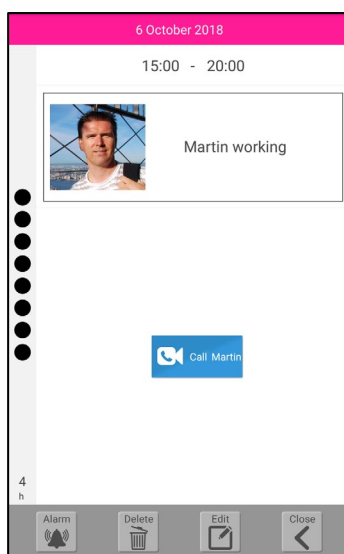 6 October 2018
15:00 - 20:00
Martin working
Call Martin
4
h
Alarm
Delete
Edit
Close